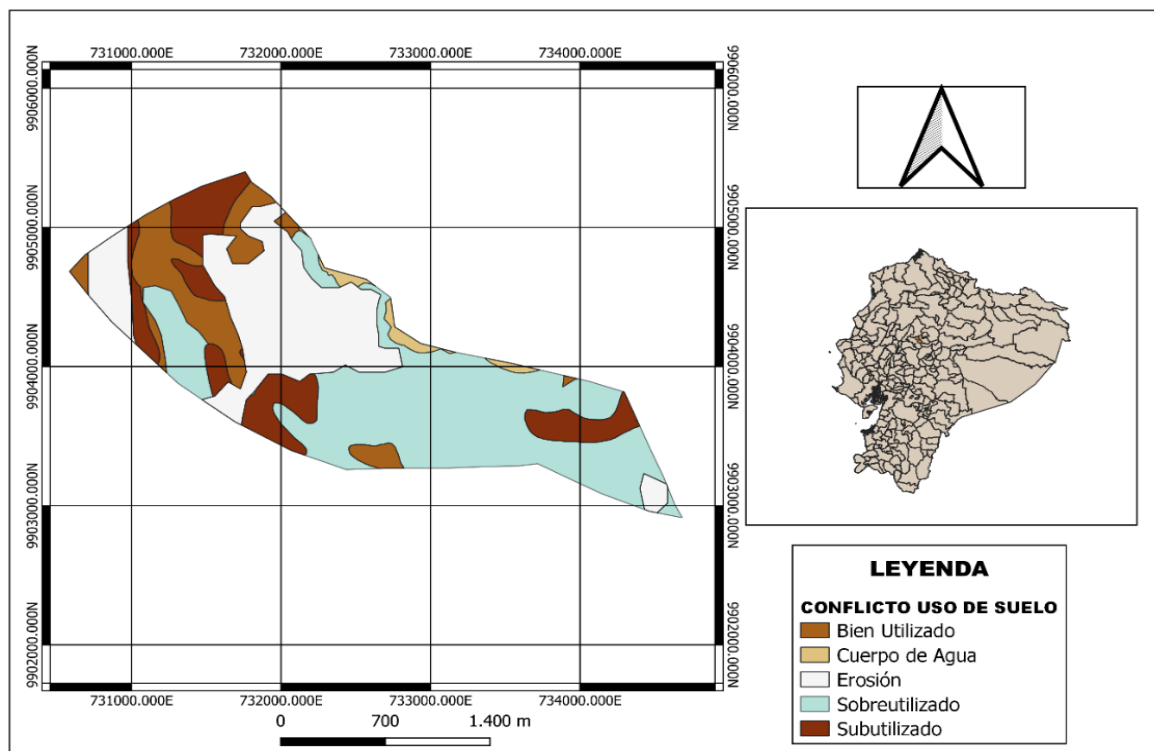 731000.000E 732000.000E 733000.000E 734000.000E
9906000.000N 9906000.000N
9905000.000N 9905000.000N
9904000.000N 9904000.000N
9903000.000N 9903000.000N
9902000.000N 9902000.000N
731000.000E 732000.000E 733000.000E 734000.000E
0 700 1.400 m
LEYENDA
CONFLICTO USO DE SUELO
Bien Utilizado
Cuerpo de Agua
Erosión
Sobreutilizado
Subutilizado